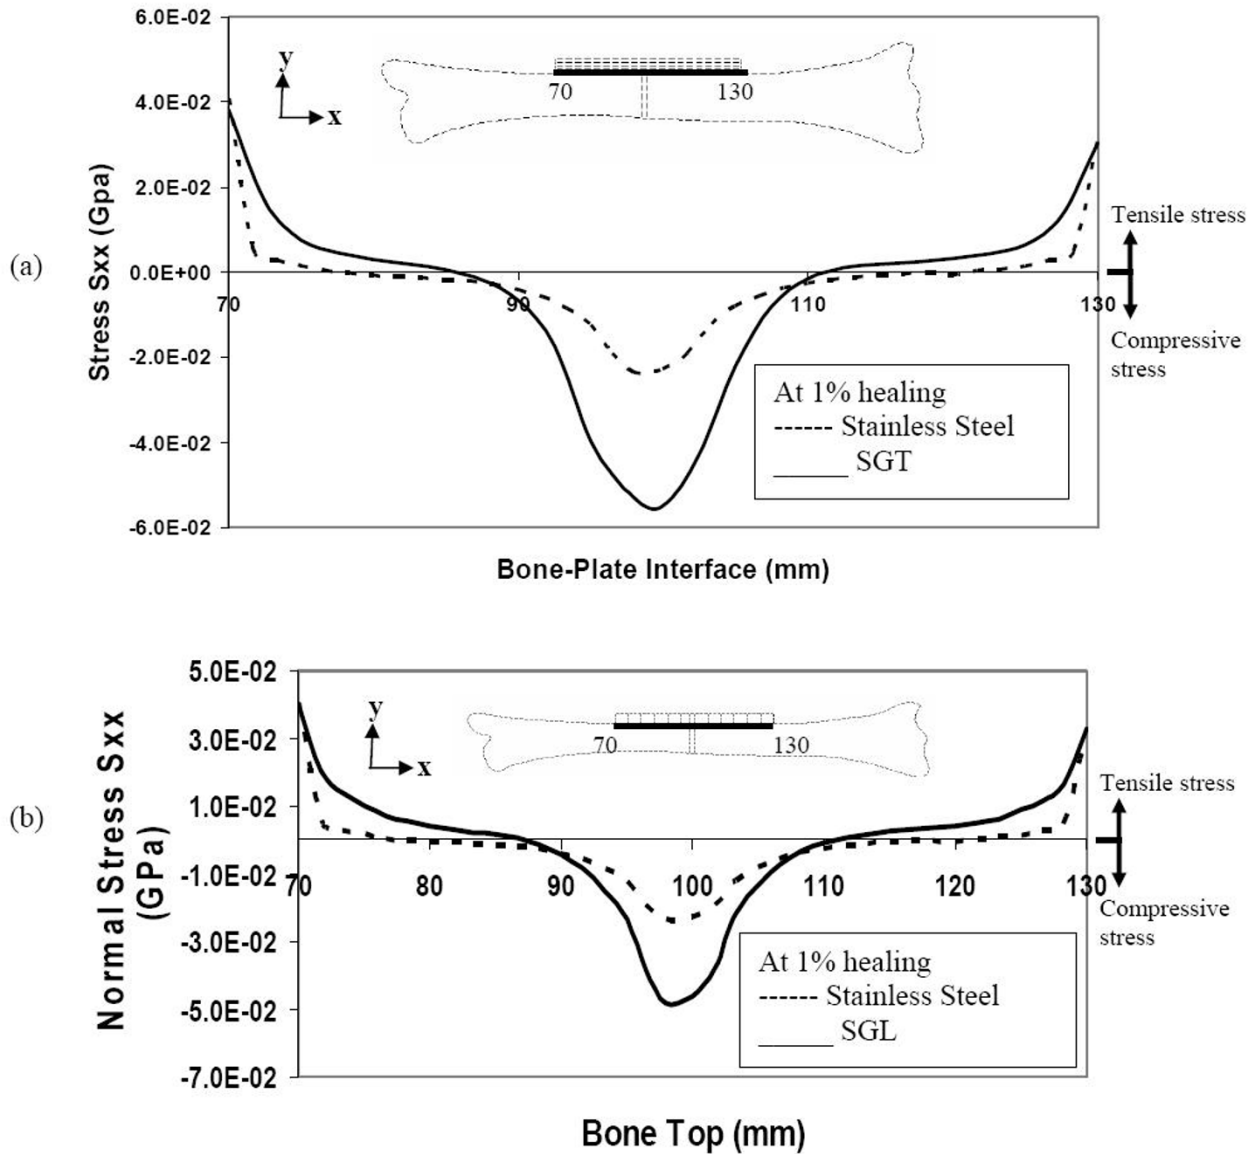 (a)
Stress Sxx (Gpa)
6.0E-02
4.0E-02
2.0E-02
0.0E+00
-2.0E-02
-4.0E-02
-6.0E-02
y
x
70
130
70
90
110
130
Tensile stress
Compressive
stress
At 1% healing
------ Stainless Steel
______ SGT
Bone-Plate Interface (mm)
(b)
Normal Stress Sxx
(GPa)
5.0E-02
3.0E-02
1.0E-02
-1.0E-02
-3.0E-02
-5.0E-02
-7.0E-02
y
x
70
130
70
80
90
100
110
120
130
Tensile stress
Compressive
stress
At 1% healing
------ Stainless Steel
______ SGL
Bone Top (mm)